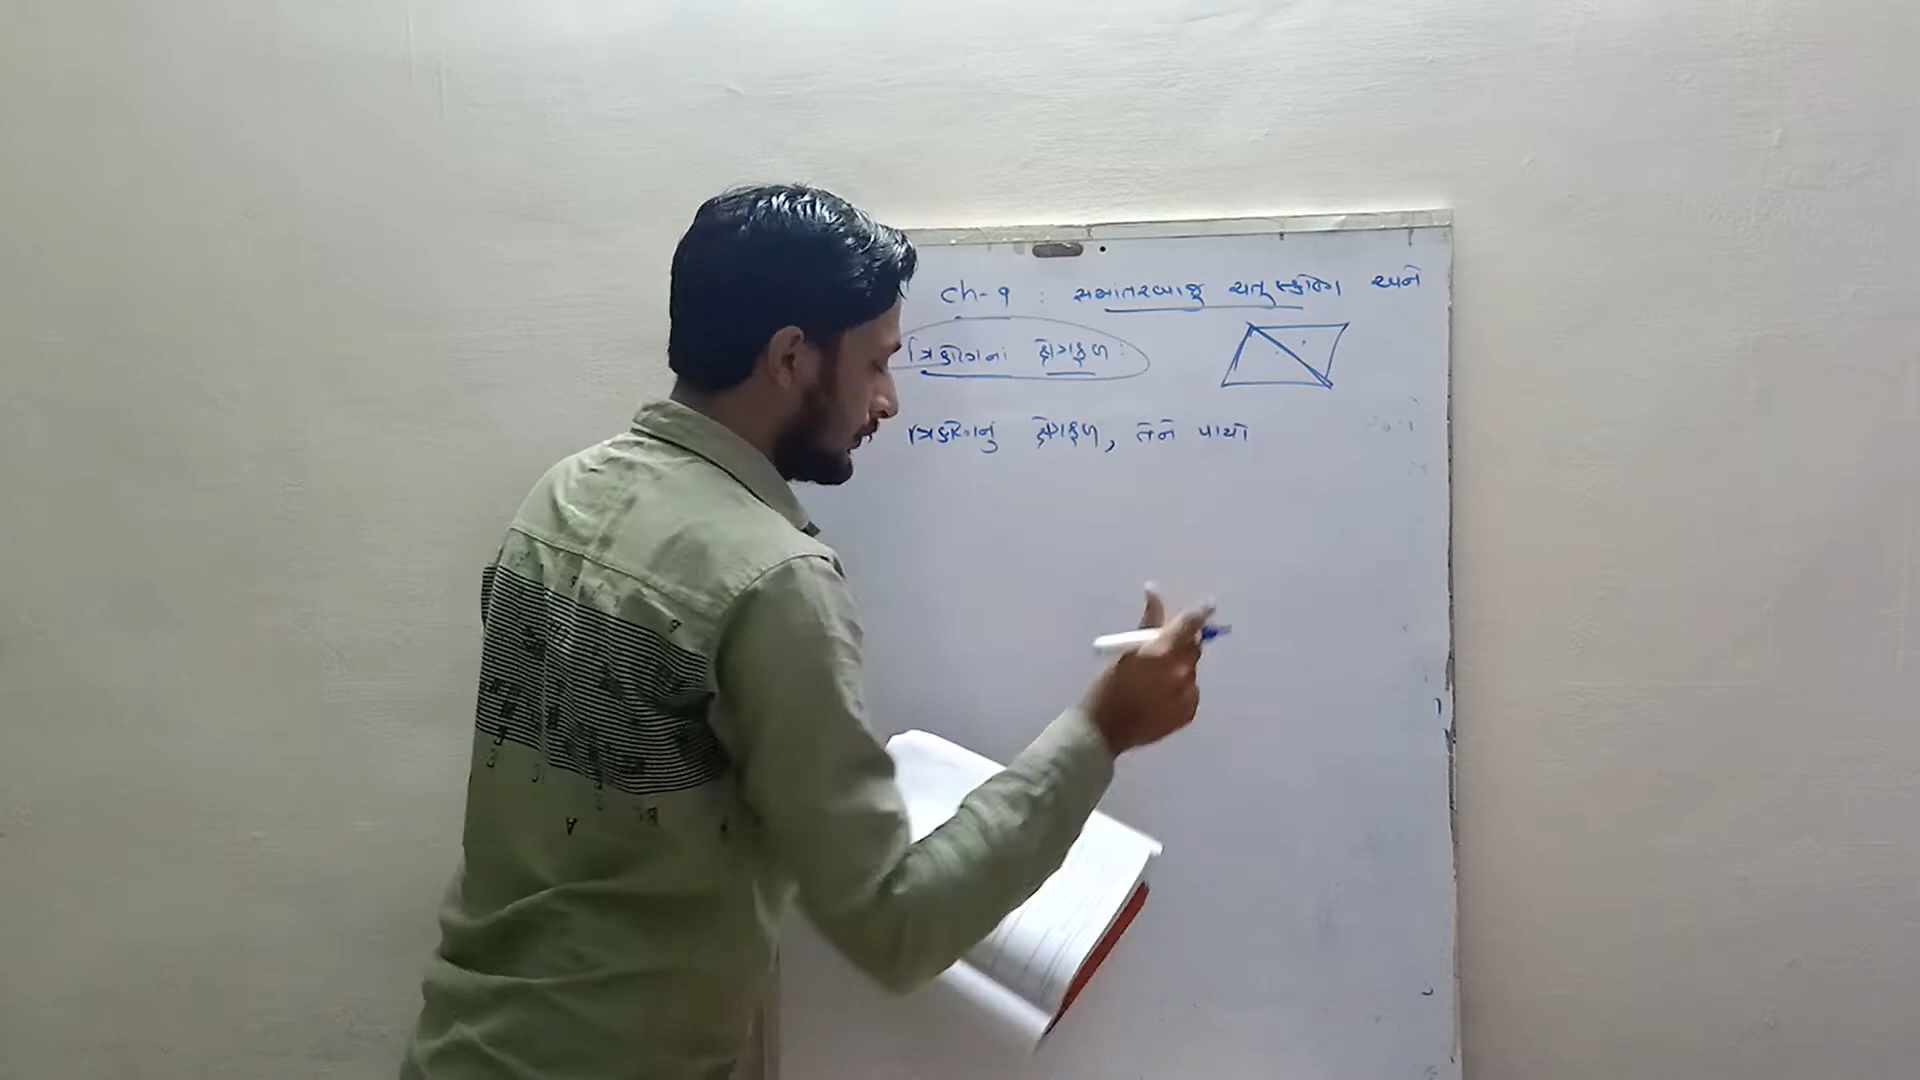 Ch-9 : સમાંતરબાજુ ચતુષ્કોણ અને
ત્રિકોણનાં ક્ષેત્રફળ :
ત્રિકોણનું ક્ષેત્રફળ, તેને પાયો